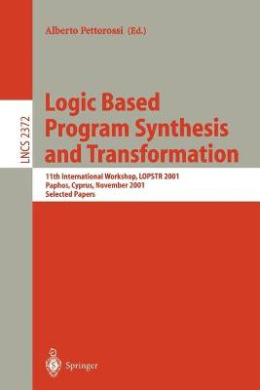 Alberto Pettorossi (Ed.)
LNCS 2372
Logic Based
Program Synthesis
and Transformation
11th International Workshop, LOPSTR 2001
Paphos, Cyprus, November 2001
Selected Papers
Springer